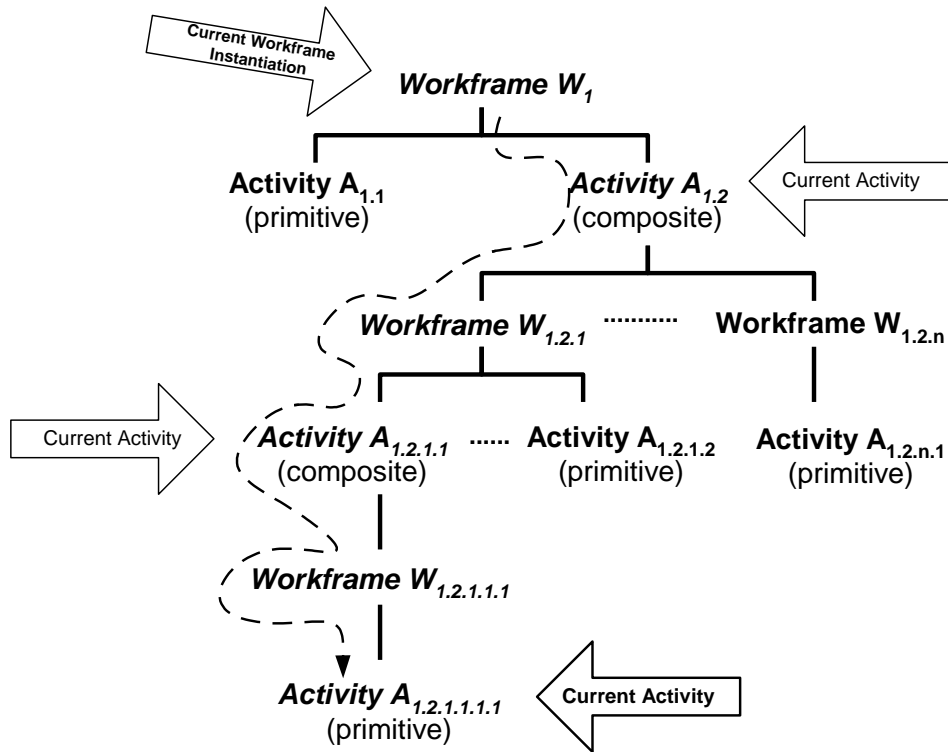 Current Workframe
Instantiation
Workframe W1
Activity A1.1
(primitive)
Activity A1.2
(composite)
Current Activity
Workframe W1.2.1
...........
Workframe W1.2.n
Current Activity
Activity A1.2.1.1
(composite)
......
Activity A1.2.1.2
(primitive)
Activity A1.2.n.1
(primitive)
Workframe W1.2.1.1.1
Activity A1.2.1.1.1.1
(primitive)
Current Activity